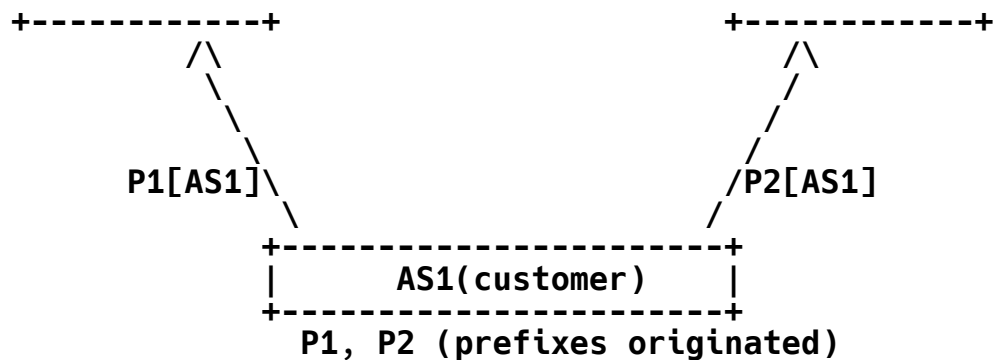 +-------------+ +-------------+
/\ /\
\ /
\ /
\ /
P1[AS1]\ /P2[AS1]
\ /
+-----------------------+
| AS1(customer) |
+-----------------------+
P1, P2 (prefixes originated)